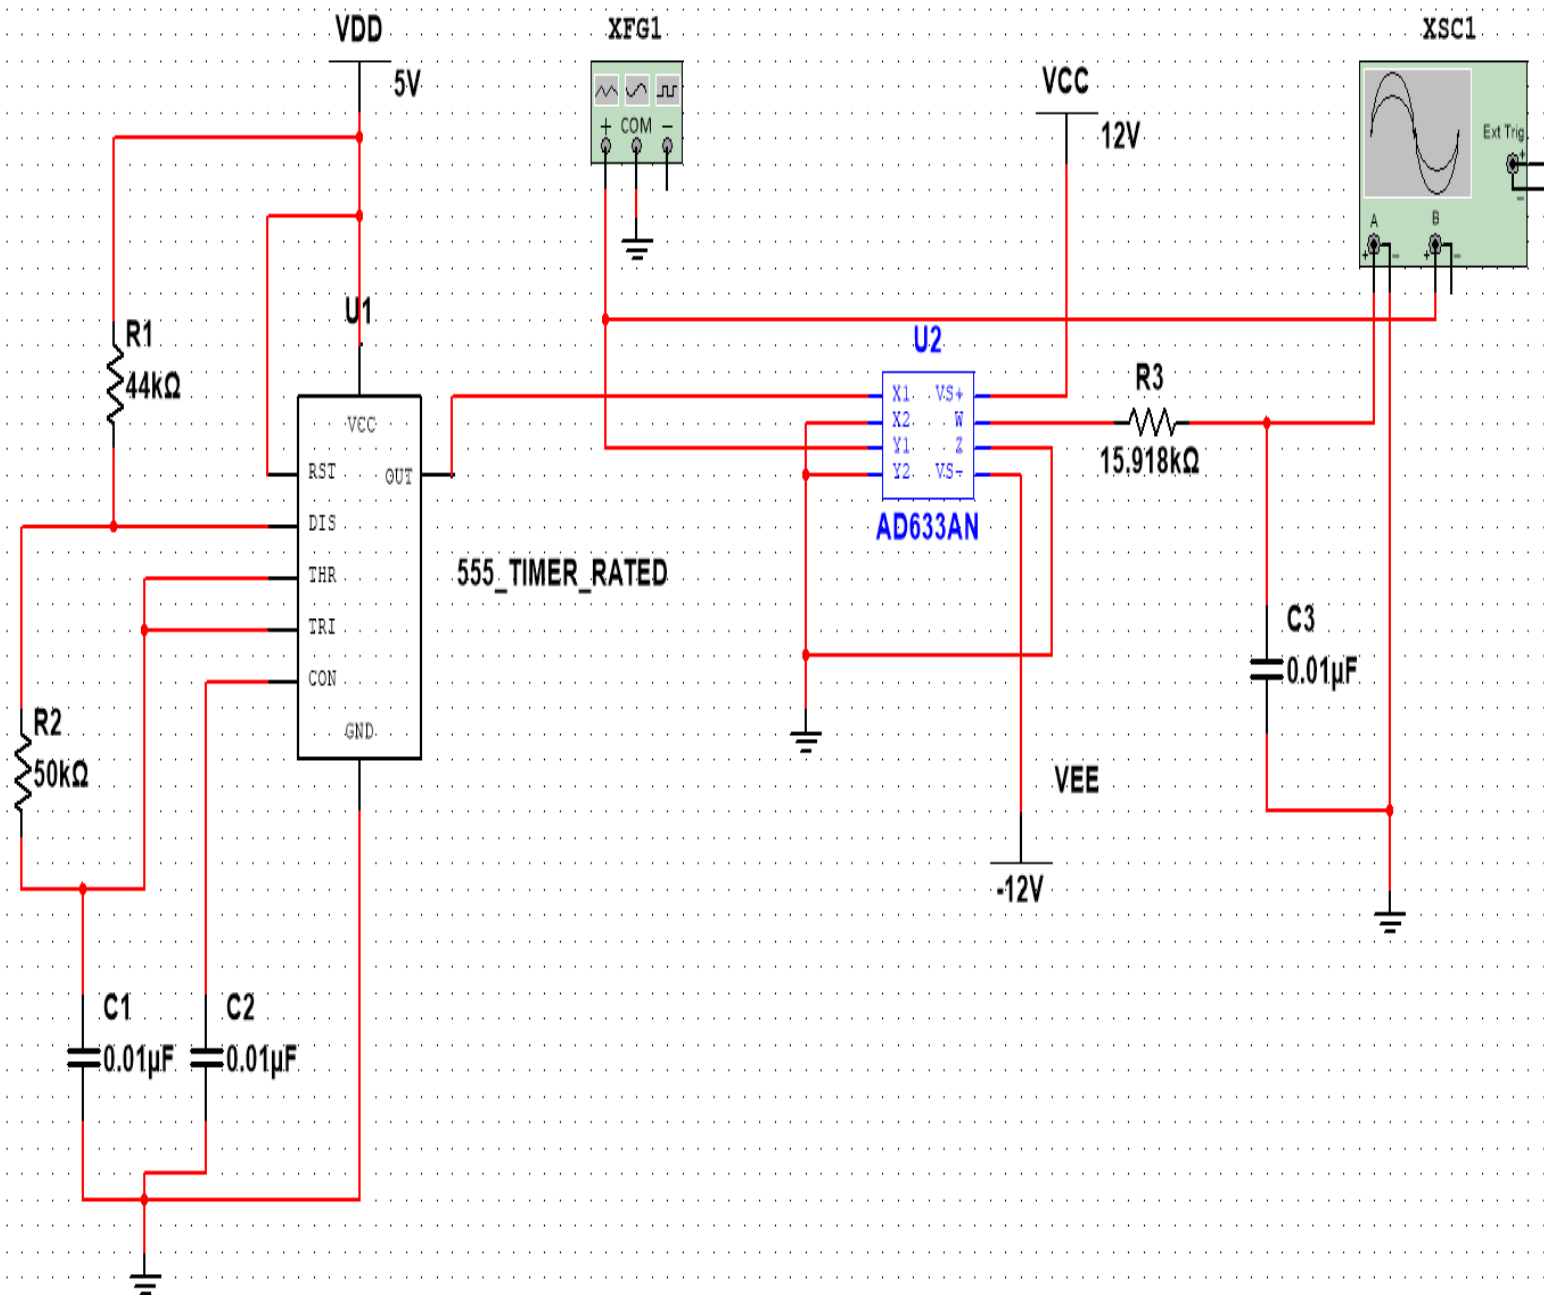 VDD
5V
XFG1
+ COM −
VCC
12V
XSC1
Ext Trig
+
−
A
B
+
−
+
−
U1
R1
44kΩ
VCC
RST
OUT
DIS
THR
TRI
CON
GND
555_TIMER_RATED
U2
X1 VS+
X2 W
Y1 Z
Y2 VS-
AD633AN
R3
15.918kΩ
C3
0.01µF
R2
50kΩ
VEE
-12V
C1
0.01µF
C2
0.01µF